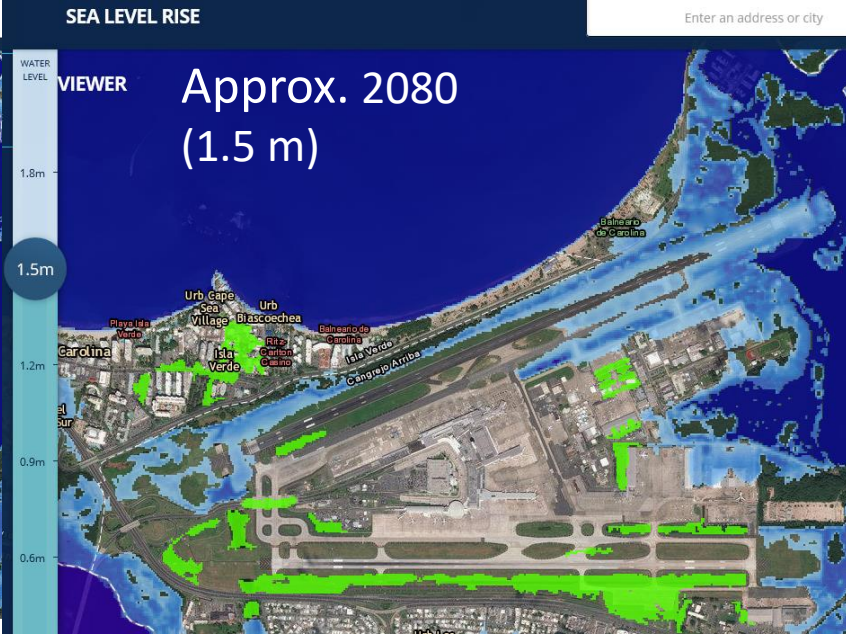 SEA LEVEL RISE
Enter an address or city
WATER
LEVEL
VIEWER
Approx. 2080
(1.5 m)
1.8m
1.5m
1.2m
0.9m
0.6m
Balneario
de Carolina
Urb Cape
Sea
Village
Urb
Biascoechea
Playa Isla
Verde
Balneario de
Carolina
Carolina
Isla
Verde
Ritz-
Carlton
Casino
Isla Verde
Cangrejo Arriba
el
Sur